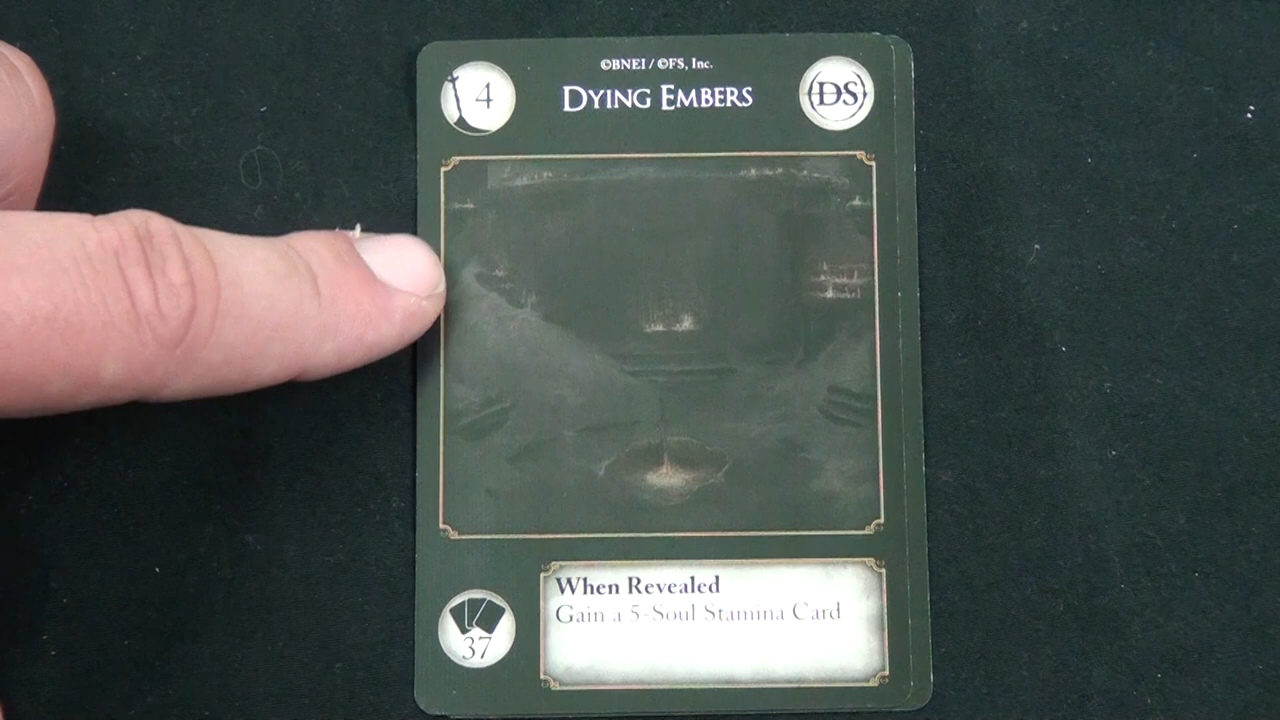 ©BNEI / ©FS, Inc.
4
DYING EMBERS
(DS)
When Revealed
Gain a 5-Soul Stamina Card
37